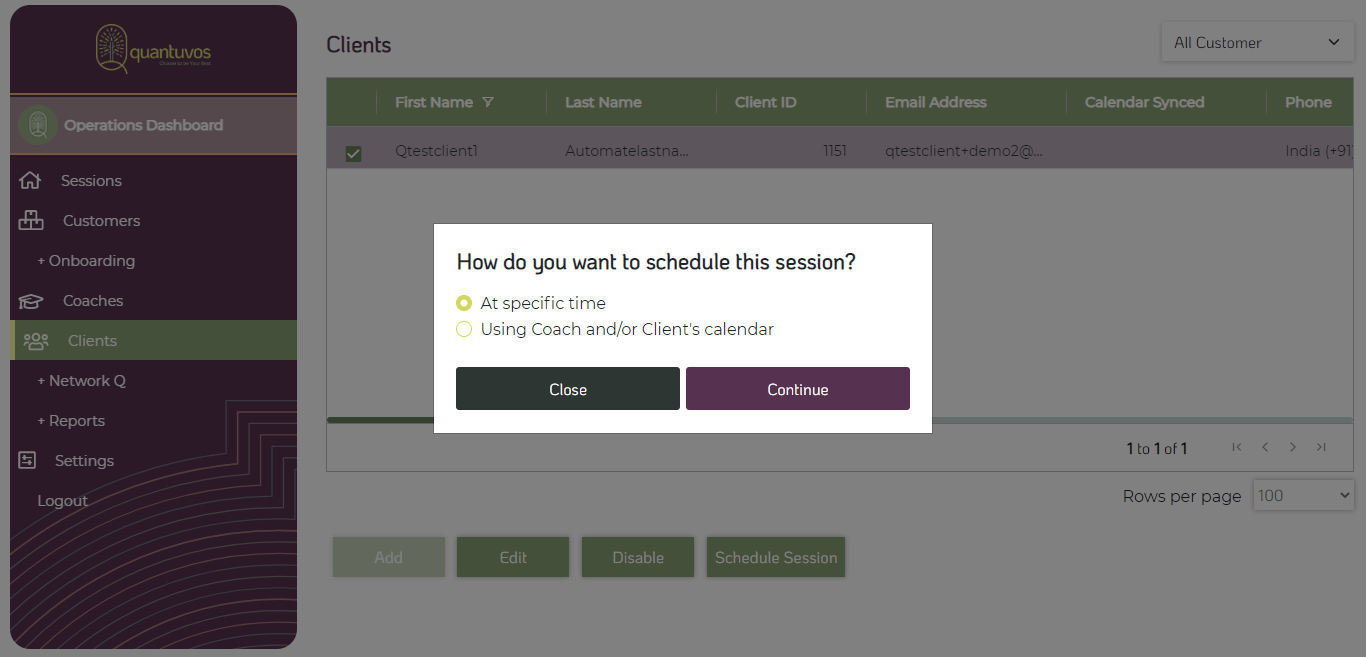 quantuvos
Choose to be Your Best
Operations Dashboard
Sessions
Customers
+ Onboarding
Coaches
Clients
+ Network Q
+ Reports
Settings
Logout
Clients
All Customer
First Name Last Name Client ID Email Address Calendar Synced Phone
Qtestclient1 Automatelastna... 1151 qtestclient+demo2@... India (+91)
How do you want to schedule this session?
At specific time
Using Coach and/or Client's calendar
Close Continue
1 to 1 of 1
Rows per page 100
Add Edit Disable Schedule Session